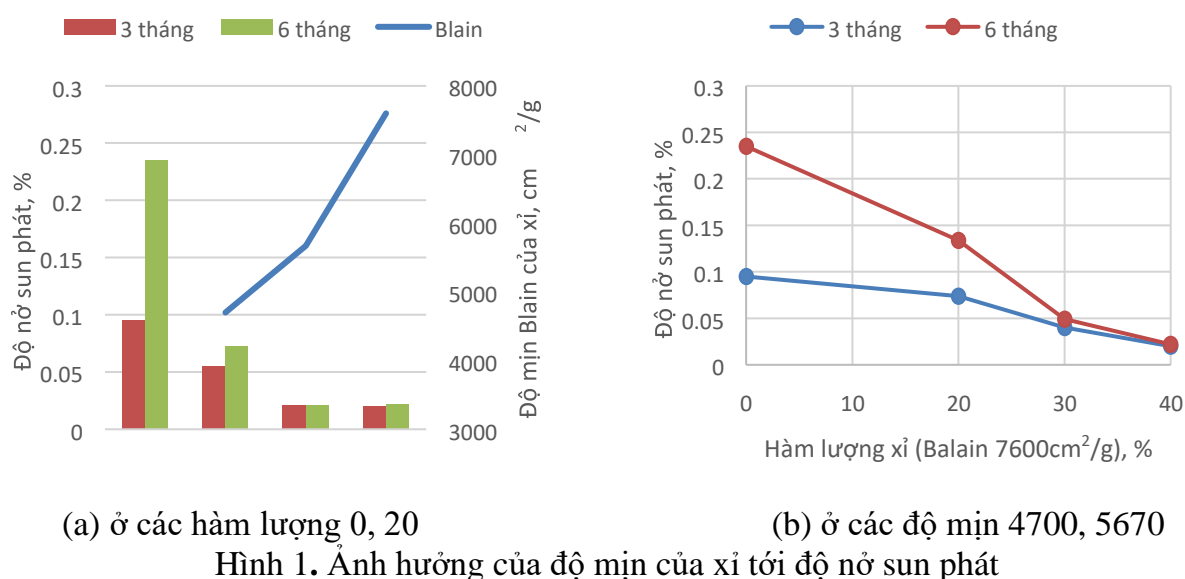 3 tháng 6 tháng Blain
Độ nở sun phát, %
0.3
0.25
0.2
0.15
0.1
0.05
0
8000
7000
6000
5000
4000
3000
Độ mịn Blain của xỉ, cm²/g
3 tháng 6 tháng
Độ nở sun phát, %
0.3
0.25
0.2
0.15
0.1
0.05
0
0 10 20 30 40
Hàm lượng xỉ (Balain 7600cm²/g), %
(a) ở các hàm lượng 0, 20
(b) ở các độ mịn 4700, 5670
Hình 1. Ảnh hưởng của độ mịn của xỉ tới độ nở sun phát